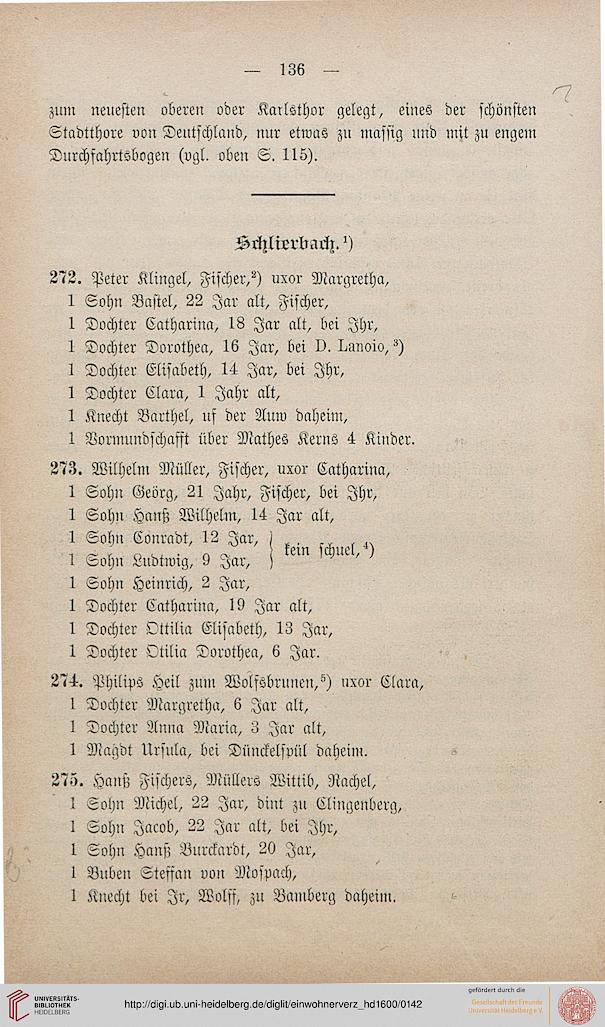 — 136 —
zum neuesten oberen oder Karlsthor gelegt, eines der schönsten
Stadtthore von Deutschland, nur etwas zu massig und mit zu engem
Durchfahrtsbogen (vgl. oben S. 115).
Schlierbach.¹)
272. Peter Klingel, Fischer,²) uxor Margretha,
1 Sohn Bastel, 22 Jar alt, Fischer,
1 Dochter Catharina, 18 Jar alt, bei Ihr,
1 Dochter Dorothea, 16 Jar, bei D. Lanoio,³)
1 Dochter Elisabeth, 14 Jar, bei Ihr,
1 Dochter Clara, 1 Jahr alt,
1 Knecht Barthel, uf der Auw daheim,
1 Vormundschafft über Mathes Kerns 4 Kinder.
273. Wilhelm Müller, Fischer, uxor Catharina,
1 Sohn Geörg, 21 Jahr, Fischer, bei Ihr,
1 Sohn Hanß Wilhelm, 14 Jar alt,
1 Sohn Conradt, 12 Jar,
1 Sohn Ludtwig, 9 Jar, } kein schuel,⁴)
1 Sohn Heinrich, 2 Jar,
1 Dochter Catharina, 19 Jar alt,
1 Dochter Ottilia Elisabeth, 13 Jar,
1 Dochter Otilia Dorothea, 6 Jar.
274. Philips Heil zum Wolfsbrunen,⁵) uxor Clara,
1 Dochter Margretha, 6 Jar alt,
1 Dochter Anna Maria, 3 Jar alt,
1 Magdt Ursula, bei Dünckelspül daheim.
275. Hanß Fischers, Müllers Wittib, Rachel,
1 Sohn Michel, 22 Jar, dint zu Clingenberg,
1 Sohn Jacob, 22 Jar alt, bei Ihr,
1 Sohn Hanß Burckardt, 20 Jar,
1 Buben Steffan von Mospach,
1 Knecht bei Ir, Wolff, zu Bamberg daheim.
UNIVERSITÄTS-
BIBLIOTHEK
HEIDELBERG
http://digi.ub.uni-heidelberg.de/diglit/einwohnerverz_hd1600/0142
gefördert durch die
Gesellschaft der Freunde
Universität Heidelberg e.V.